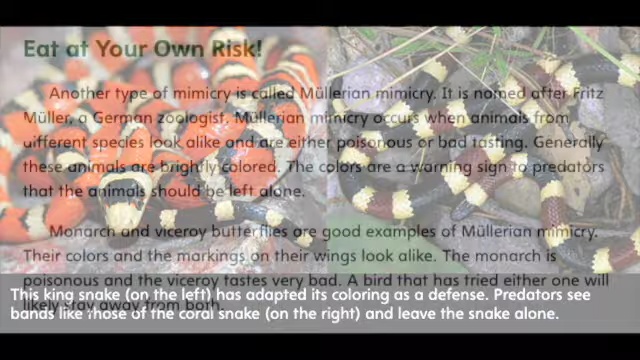 Eat at Your Own Risk!
Another type of mimicry is called Müllerian mimicry. It is named after Fritz
Müller, a German zoologist. Müllerian mimicry occurs when animals from
different species look alike and are either poisonous or bad tasting. Generally
these animals are brightly colored. The colors are a warning sign to predators
that the animals should be left alone.
Monarch and viceroy butterflies are good examples of Müllerian mimicry.
Their colors and the markings on their wings look alike. The monarch is
poisonous and the viceroy tastes very bad. A bird that has tried either one will
likely stay away from both.
This king snake (on the left) has adapted its coloring as a defense. Predators see
bands like those of the coral snake (on the right) and leave the snake alone.